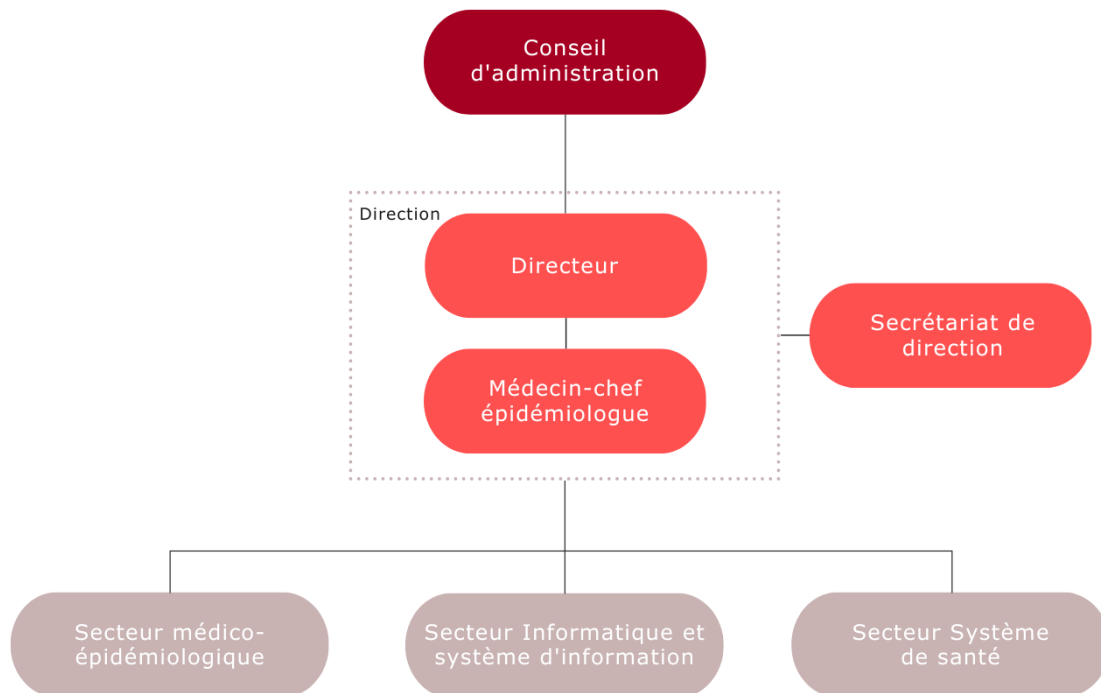 Conseil
d'administration
Direction
Directeur
Médecin-chef
épidémiologue
Secrétariat de
direction
Secteur médico-
épidémiologique
Secteur Informatique et
système d'information
Secteur Système
de santé